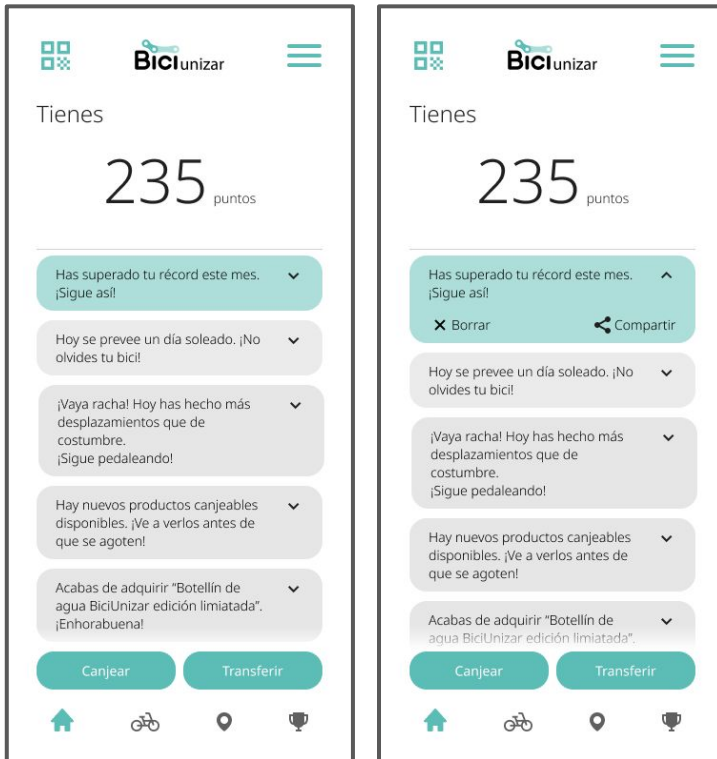 BICI unizar
Tienes
235 puntos
Has superado tu récord este mes.
¡Sigue así!
Hoy se prevee un día soleado. ¡No
olvides tu bici!
¡Vaya racha! Hoy has hecho más
desplazamientos que de
costumbre.
¡Sigue pedaleando!
Hay nuevos productos canjeables
disponibles. ¡Ve a verlos antes de
que se agoten!
Acabas de adquirir “Botellín de
agua BiciUnizar edición limiatada”.
¡Enhorabuena!
Canjear
Transferir
BICI unizar
Tienes
235 puntos
Has superado tu récord este mes.
¡Sigue así!
Borrar
Compartir
Hoy se prevee un día soleado. ¡No
olvides tu bici!
¡Vaya racha! Hoy has hecho más
desplazamientos que de
costumbre.
¡Sigue pedaleando!
Hay nuevos productos canjeables
disponibles. ¡Ve a verlos antes de
que se agoten!
Acabas de adquirir “Botellín de
agua BiciUnizar edición limiatada”.
Canjear
Transferir